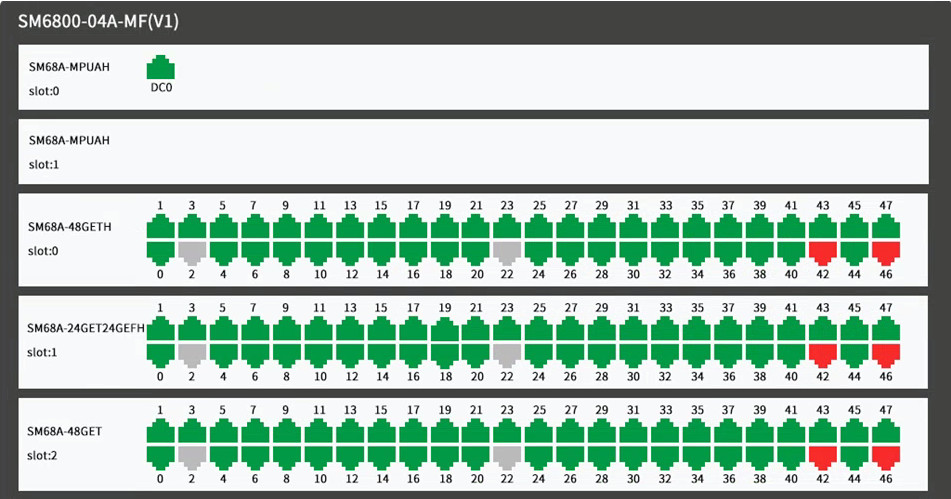 SM6800-04A-MF(V1)
SM68A-MPUAH
slot:0
DC0
SM68A-MPUAH
slot:1
1 3 5 7 9 11 13 15 17 19 21 23 25 27 29 31 33 35 37 39 41 43 45 47
SM68A-48GETH
slot:0
0 2 4 6 8 10 12 14 16 18 20 22 24 26 28 30 32 34 36 38 40 42 44 46
1 3 5 7 9 11 13 15 17 19 21 23 25 27 29 31 33 35 37 39 41 43 45 47
SM68A-24GET24GEFH
slot:1
0 2 4 6 8 10 12 14 16 18 20 22 24 26 28 30 32 34 36 38 40 42 44 46
1 3 5 7 9 11 13 15 17 19 21 23 25 27 29 31 33 35 37 39 41 43 45 47
SM68A-48GET
slot:2
0 2 4 6 8 10 12 14 16 18 20 22 24 26 28 30 32 34 36 38 40 42 44 46